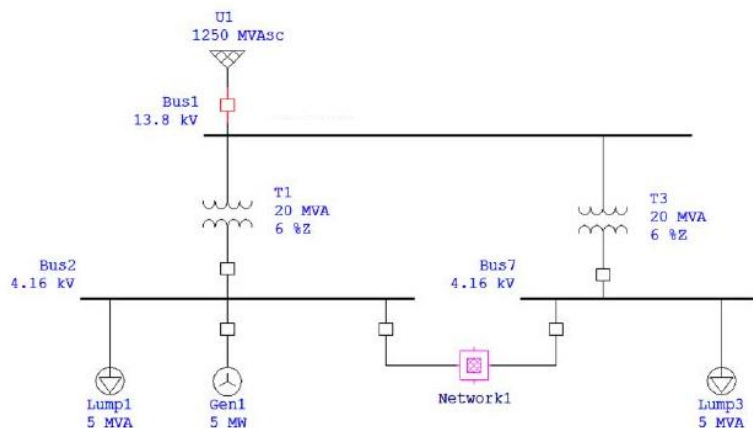 U1
1250 MVAsc
Bus1
13.8 kV
T1
20 MVA
6 %Z
T3
20 MVA
6 %Z
Bus2
4.16 kV
Bus7
4.16 kV
Network1
Lump1
5 MVA
Gen1
5 MW
Lump3
5 MVA